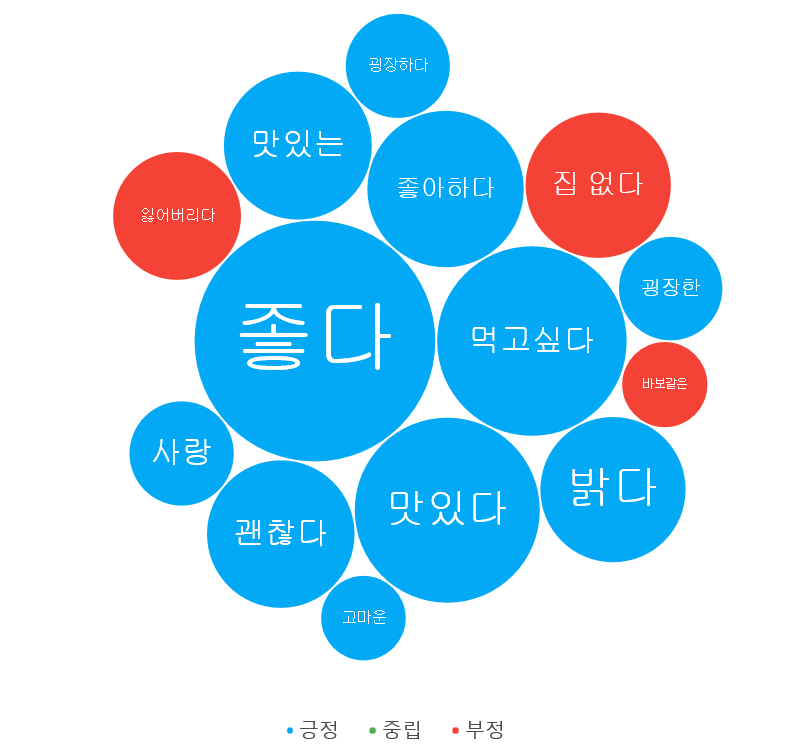 굉장하다
맛있는
좋아하다
집 없다
잃어버리다
굉장한
좋다
먹고싶다
바보같은
사랑
맛있다
밝다
괜찮다
고마운
긍정 중립 부정